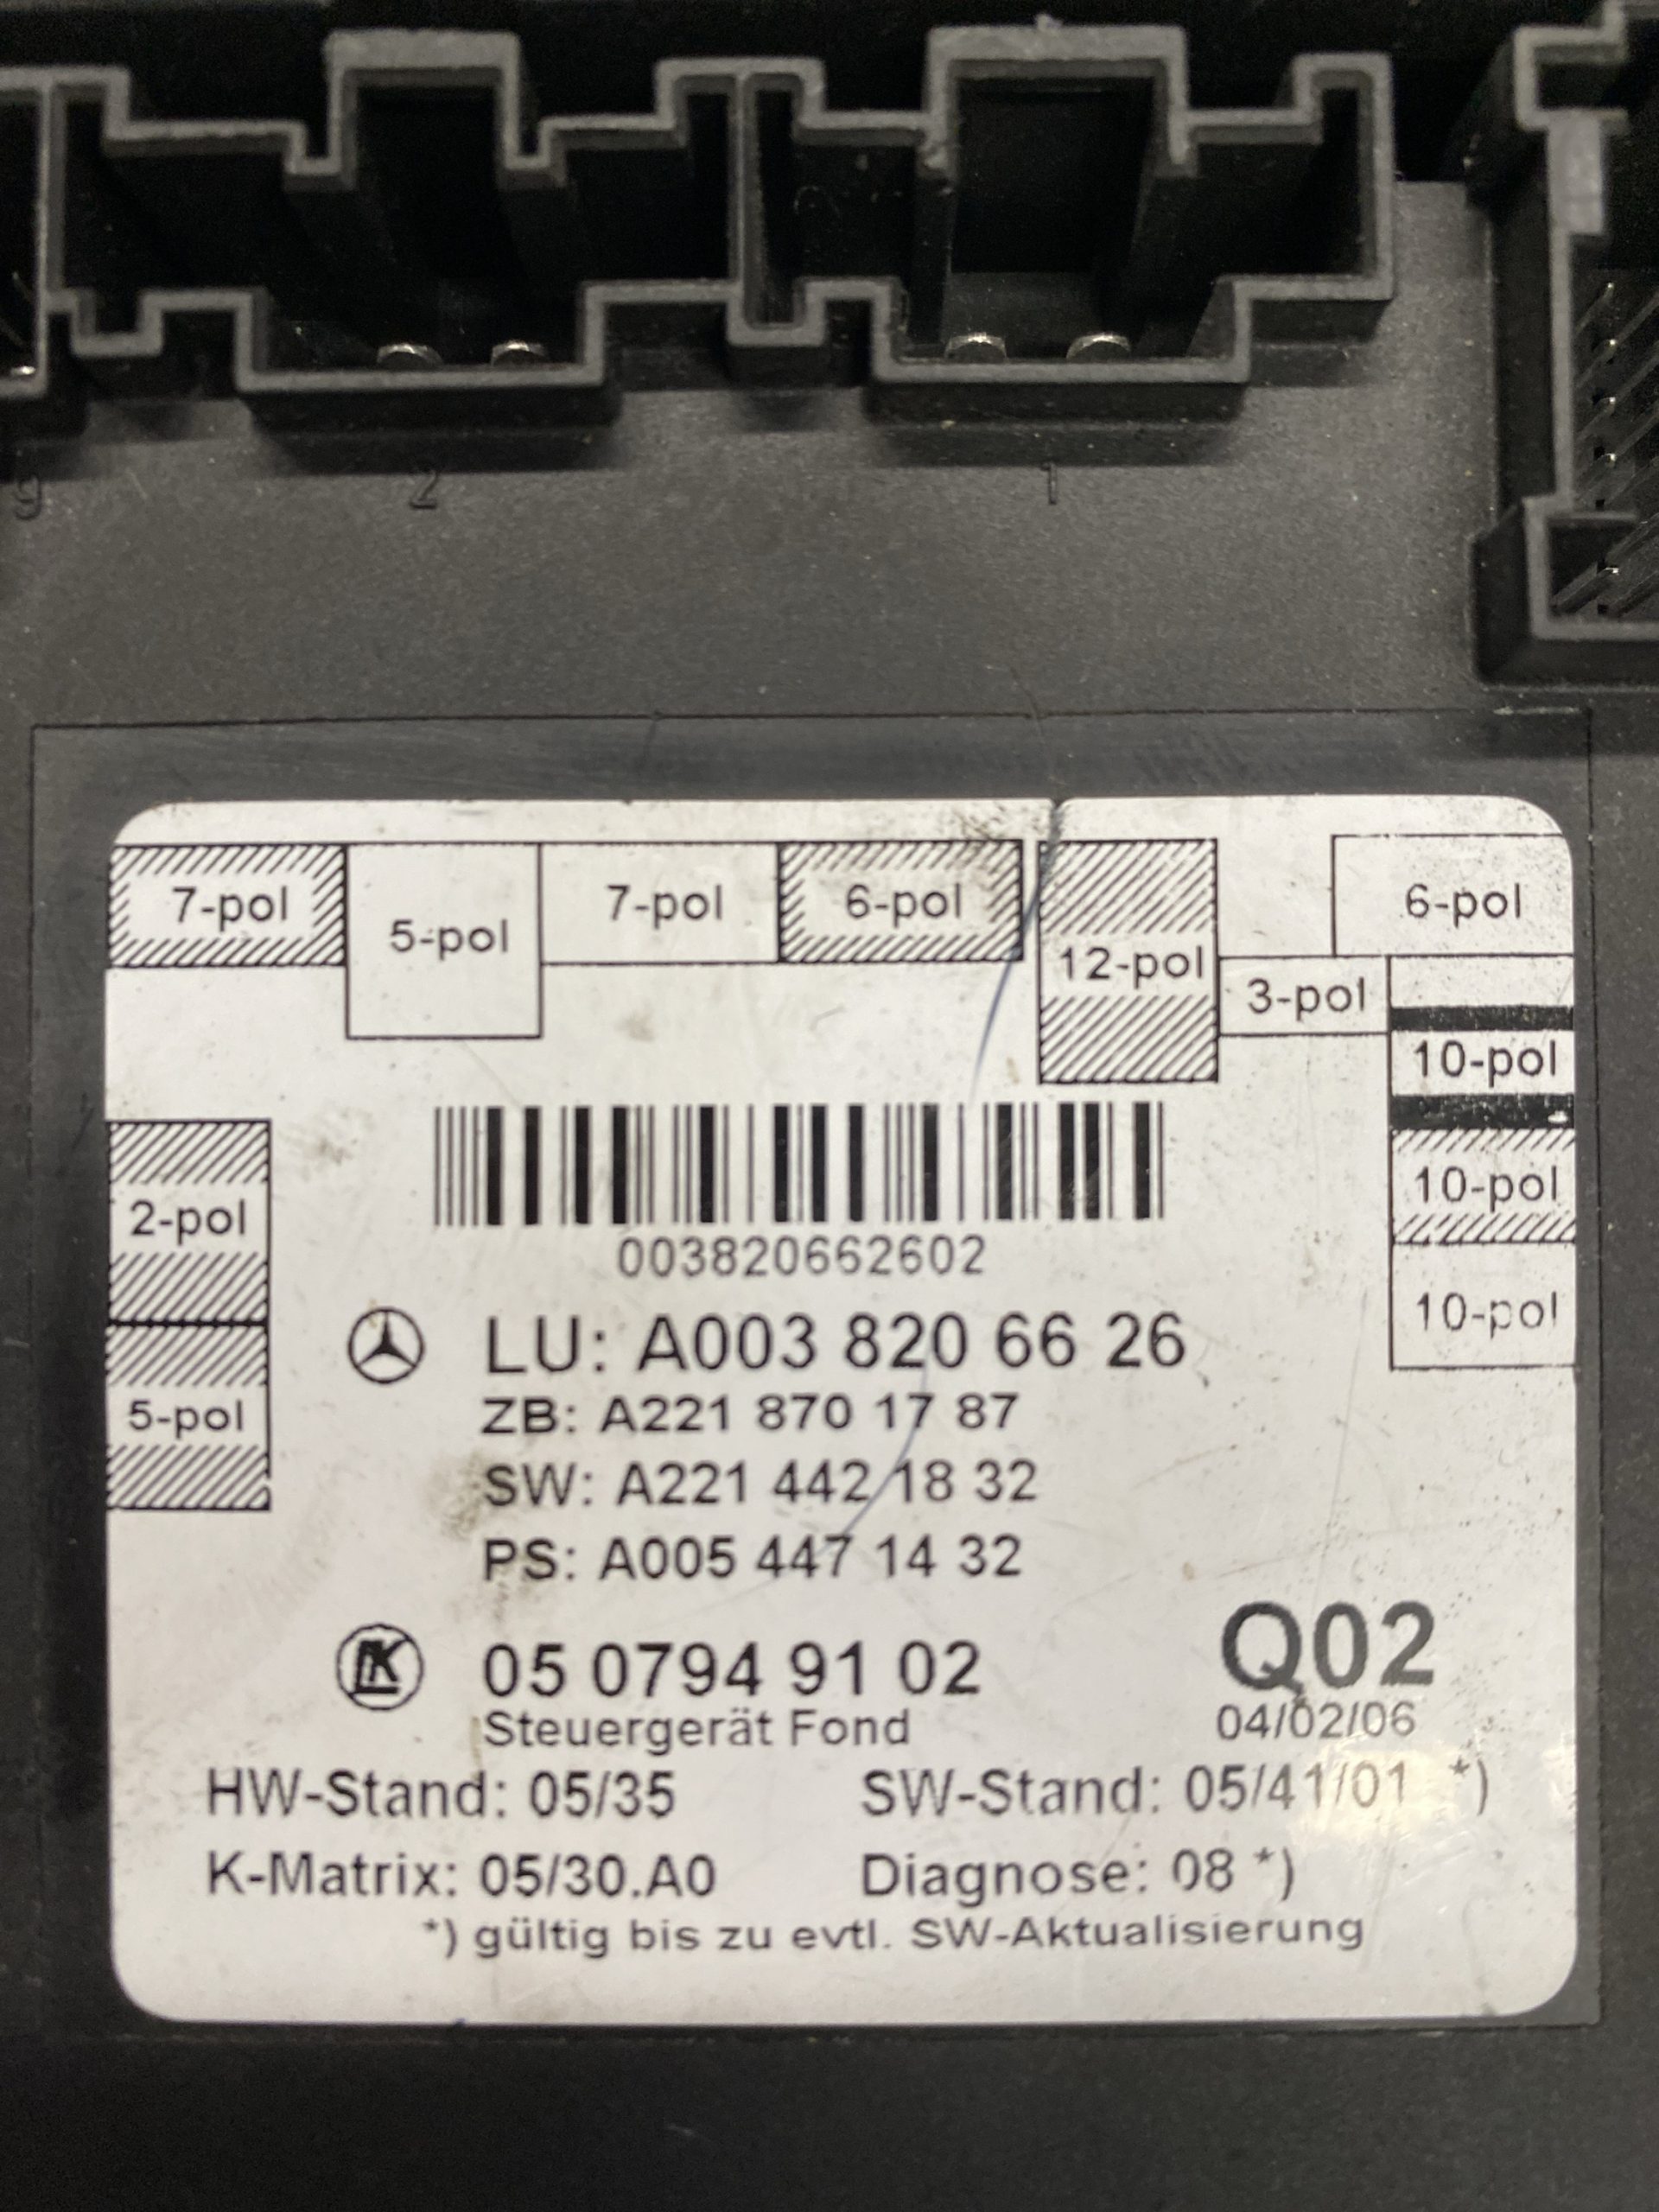 9
2
1
7-pol
5-pol
7-pol
6-pol
12-pol
3-pol
6-pol
10-pol
10-pol
10-pol
2-pol
5-pol
003820662602
LU: A003 820 66 26
ZB: A221 870 17 87
SW: A221 442 18 32
PS: A005 447 14 32
LK 05 0794 91 02
Q02
Steuergerät Fond
04/02/06
HW-Stand: 05/35
SW-Stand: 05/41/01 *)
K-Matrix: 05/30.A0
Diagnose: 08 *)
*) gültig bis zu evtl. SW-Aktualisierung